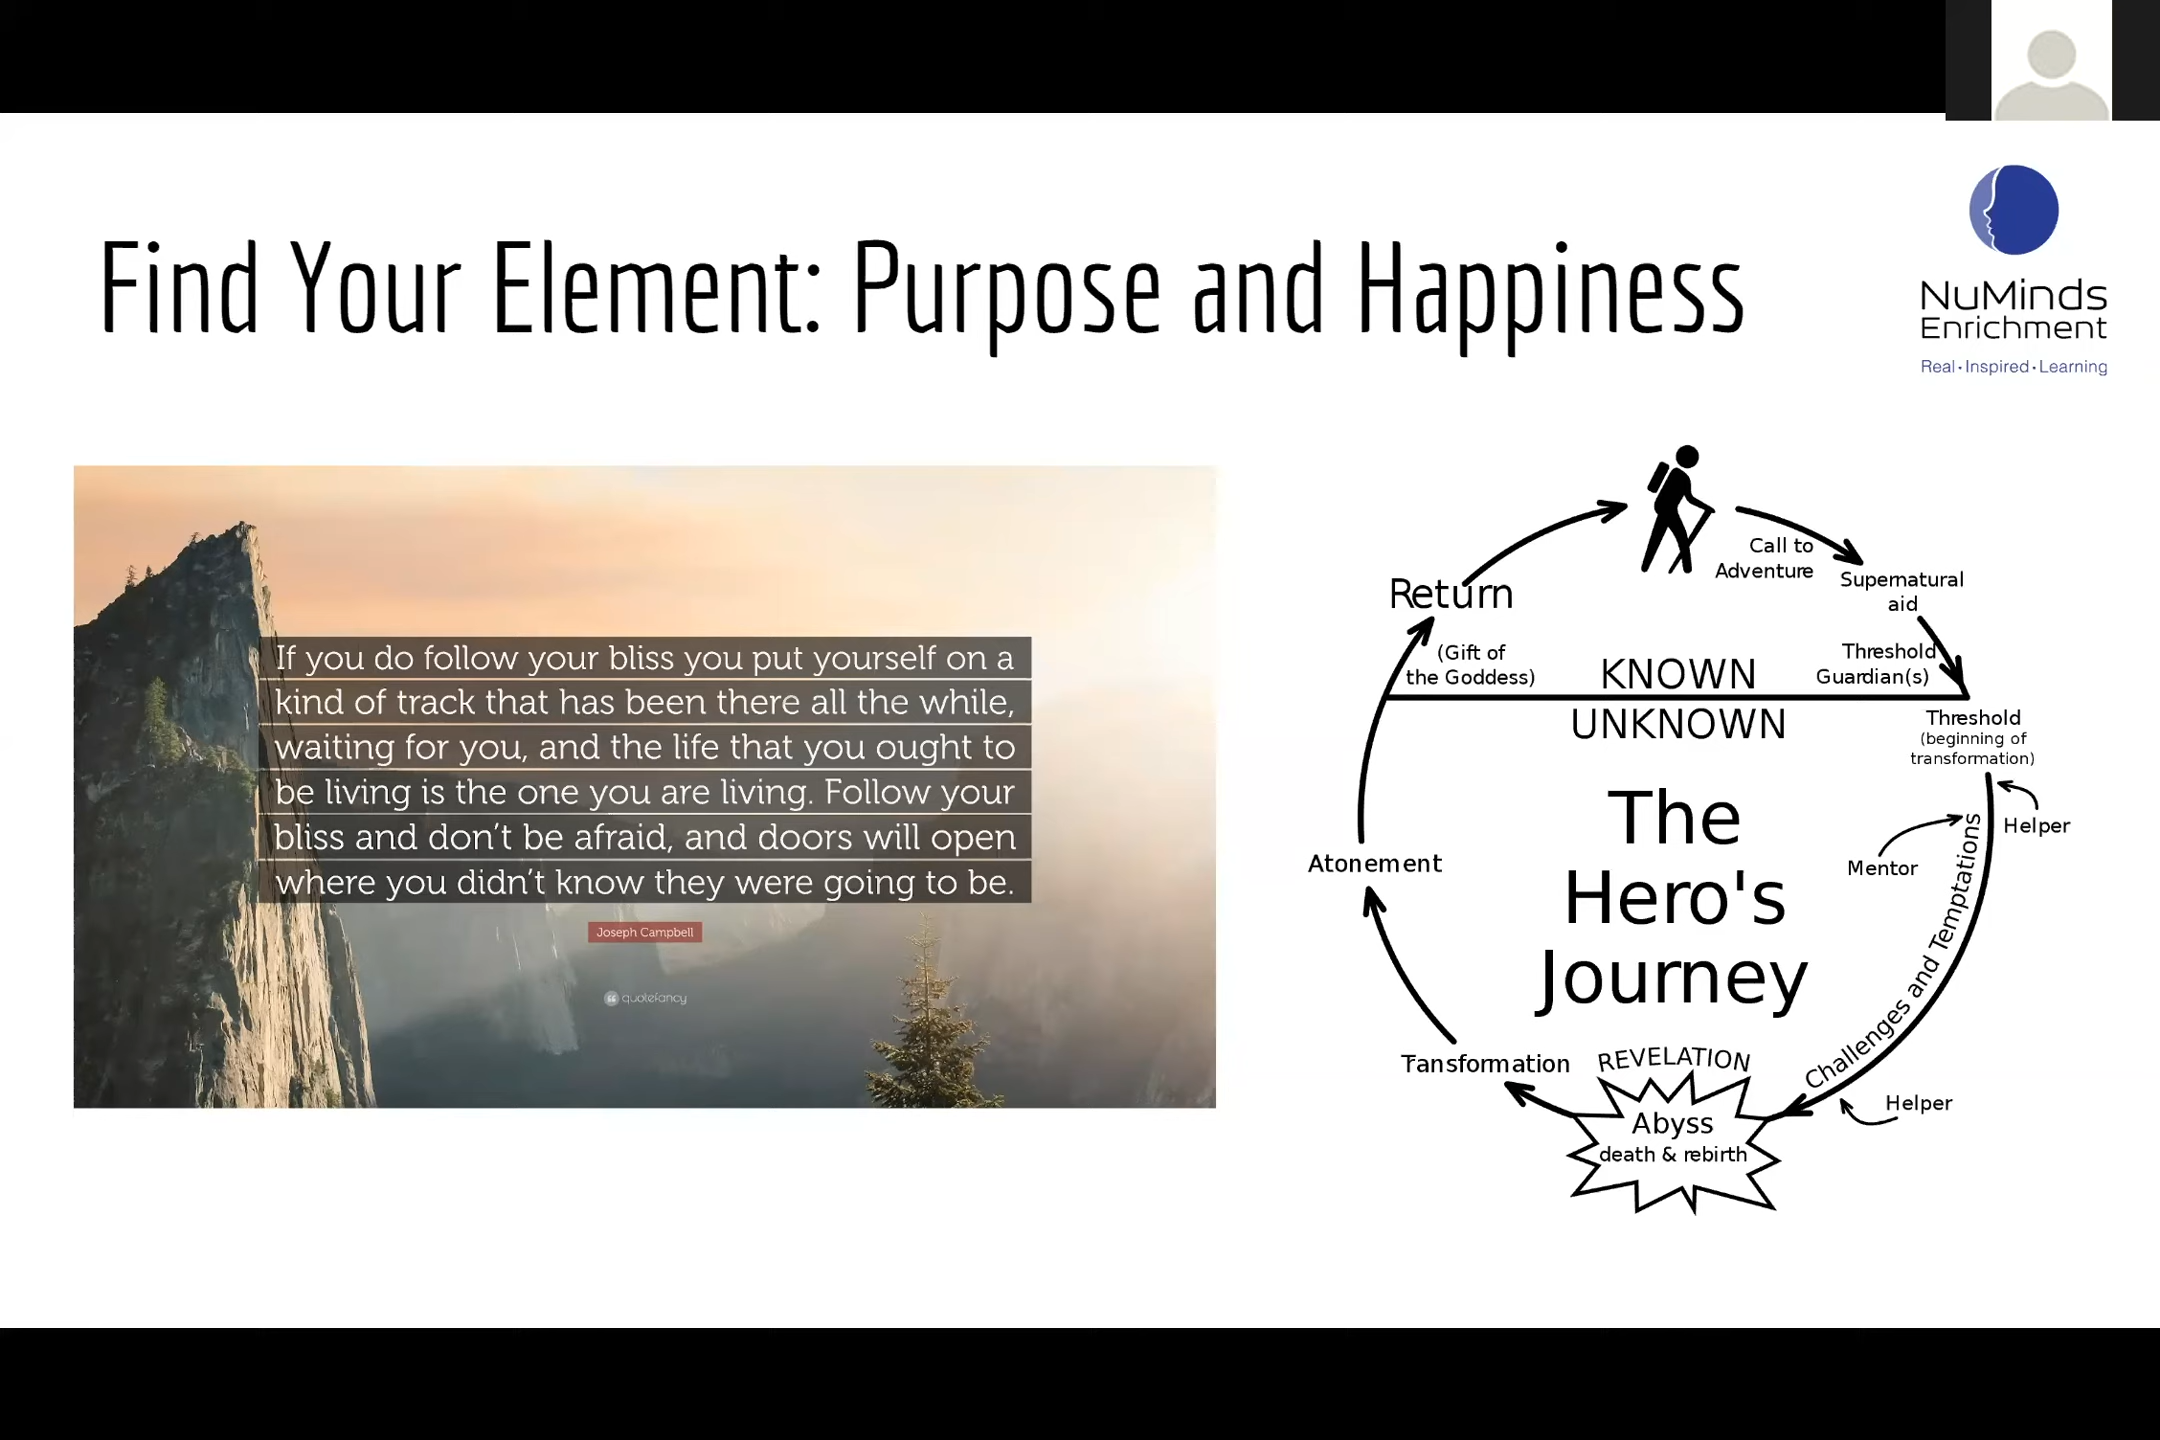 Find Your Element: Purpose and Happiness
NuMinds
Enrichment
Real·Inspired·Learning
If you do follow your bliss you put yourself on a
kind of track that has been there all the while,
waiting for you, and the life that you ought to
be living is the one you are living. Follow your
bliss and don't be afraid, and doors will open
where you didn't know they were going to be.
Joseph Campbell
quotefancy
Call to
Adventure
Supernatural
aid
Return
(Gift of
the Goddess)
KNOWN
Threshold
Guardian(s)
UNKNOWN
Threshold
(beginning of
transformation)
Helper
Mentor
Challenges and Temptations
The
Hero's
Journey
Atonement
Tansformation
REVELATION
Abyss
death & rebirth
Helper